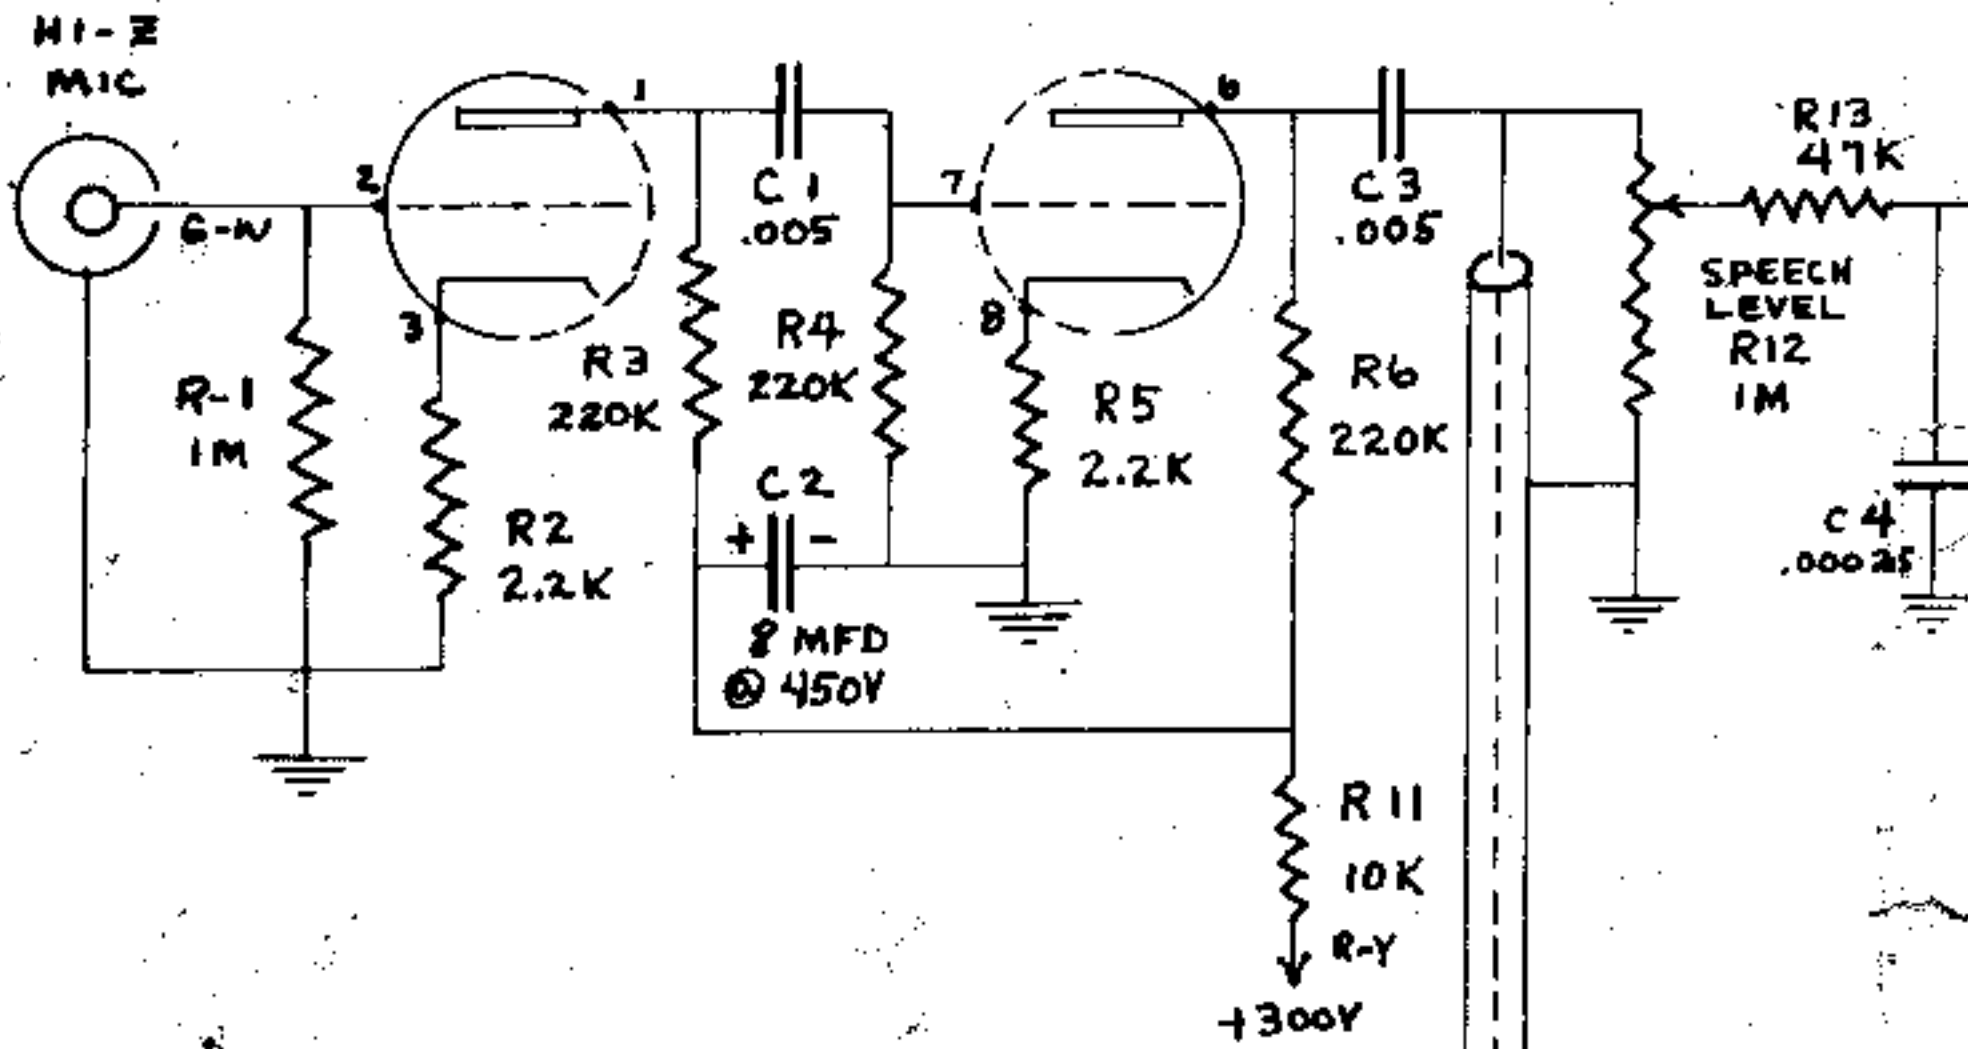 HI-Z
MIC
G-W
2
1
3
R-1
1M
R2
2.2K
R3
220K
C1
.005
R4
220K
C2
+ -
8 MFD
@ 450V
7
6
8
R5
2.2K
C3
.005
R6
220K
R11
10K
R-Y
+300V
R13
47K
SPEECH
LEVEL
R12
1M
C4
.00025